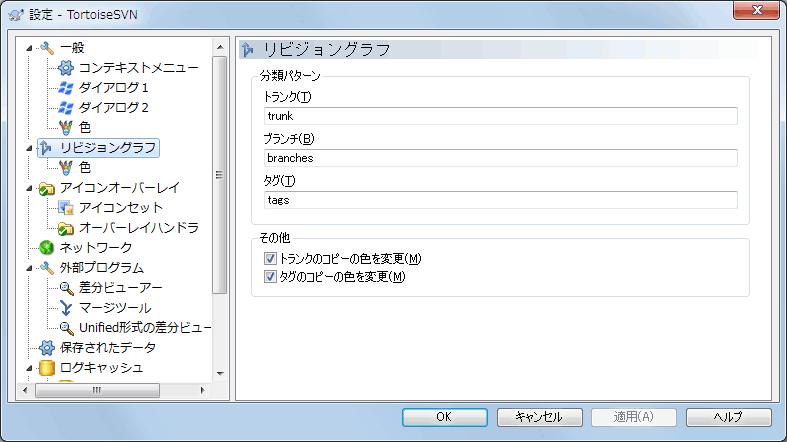 設定 - TortoiseSVN
一般
コンテキストメニュー
ダイアログ1
ダイアログ2
色
リビジョングラフ
色
アイコンオーバーレイ
アイコンセット
オーバーレイハンドラ
ネットワーク
外部プログラム
差分ビューアー
マージツール
Unified形式の差分ビュー
保存されたデータ
ログキャッシュ
リビジョングラフ
分類パターン
トランク(T)
trunk
ブランチ(B)
branches
タグ(T)
tags
その他
トランクのコピーの色を変更(M)
タグのコピーの色を変更(M)
OK
キャンセル
適用(A)
ヘルプ